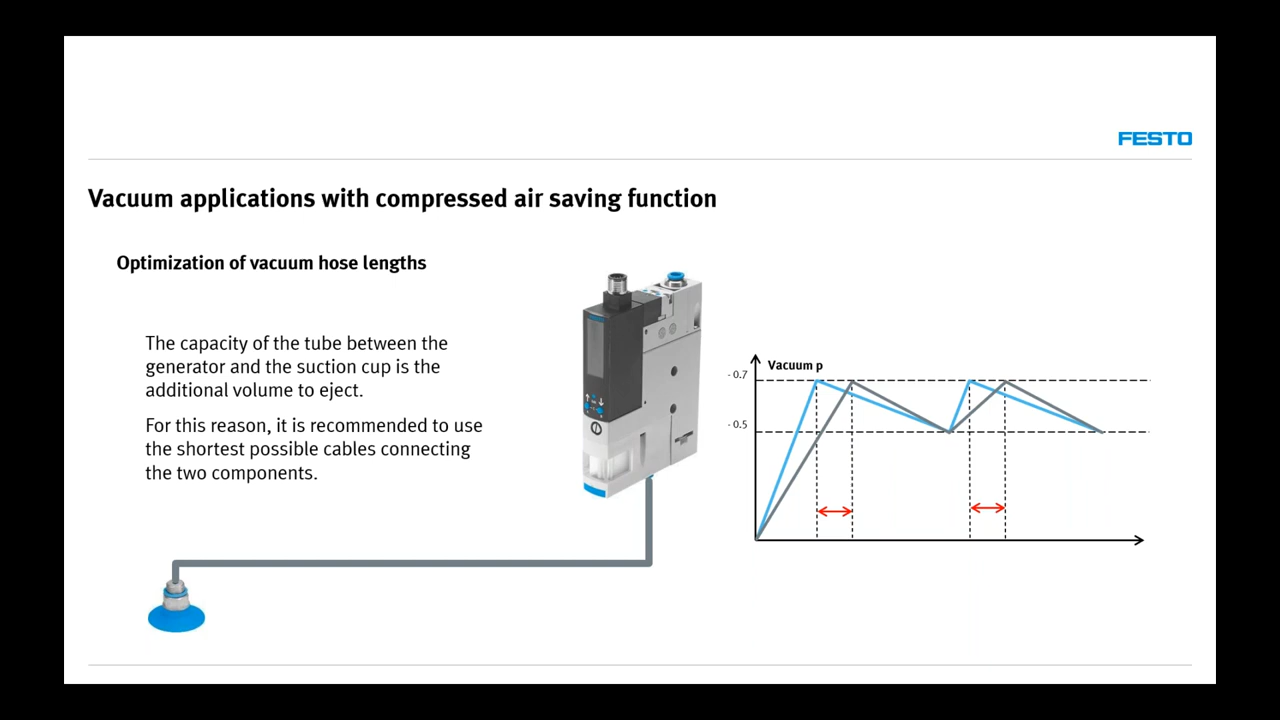 FESTO
Vacuum applications with compressed air saving function
Optimization of vacuum hose lengths
The capacity of the tube between the
generator and the suction cup is the
additional volume to eject.
For this reason, it is recommended to use
the shortest possible cables connecting
the two components.
Vacuum p
- 0.7
- 0.5